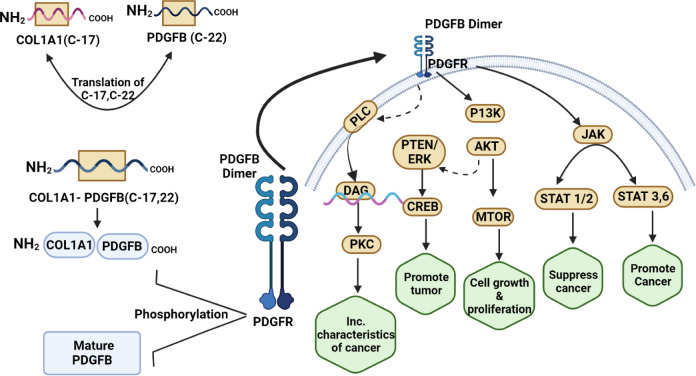 NH₂
COOH
COL1A1(C-17)
NH₂
COOH
PDGFB (C-22)
Translation of
C-17,C-22
NH₂
COOH
COL1A1- PDGFB(C-17,22)
NH₂
COL1A1
PDGFB
COOH
Phosphorylation
Mature
PDGFB
PDGFB
Dimer
PDGFR
PDGFB Dimer
PDGFR
PLC
DAG
PKC
Inc.
characteristics
of cancer
PTEN/
ERK
CREB
Promote
tumor
P13K
AKT
MTOR
Cell growth
&
proliferation
JAK
STAT 1/2
Suppress
cancer
STAT 3,6
Promote
Cancer